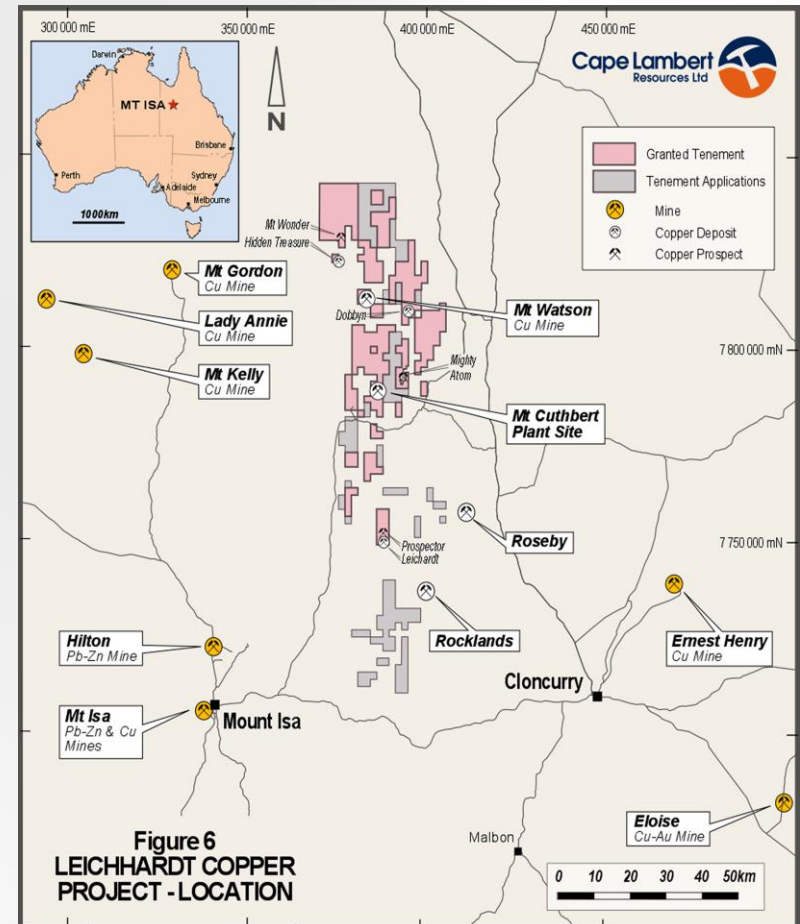 300 000 mE
350 000 mE
400 000 mE
450 000 mE
Cape Lambert
Resources Ltd
Darwin
MT ISA
Brisbane
Perth
Sydney
Adelaide
Melbourne
1000km
N
Granted Tenement
Tenement Applications
Mine
Copper Deposit
Copper Prospect
Mt Wonder
Hidden Treasure
Mt Gordon
Cu Mine
Lady Annie
Cu Mine
Mt Kelly
Cu Mine
Dobbyn
Mt Watson
Cu Mine
7 800 000 mN
Mighty
Atom
Mt Cuthbert
Plant Site
Roseby
7 750 000 mN
Prospector
Leichardt
Rocklands
Ernest Henry
Cu Mine
Hilton
Pb-Zn Mine
Cloncurry
Mt Isa
Pb-Zn & Cu
Mines
Mount Isa
Eloise
Cu-Au Mine
Malbon
Figure 6
LEICHHARDT COPPER
PROJECT - LOCATION
0 10 20 30 40 50km